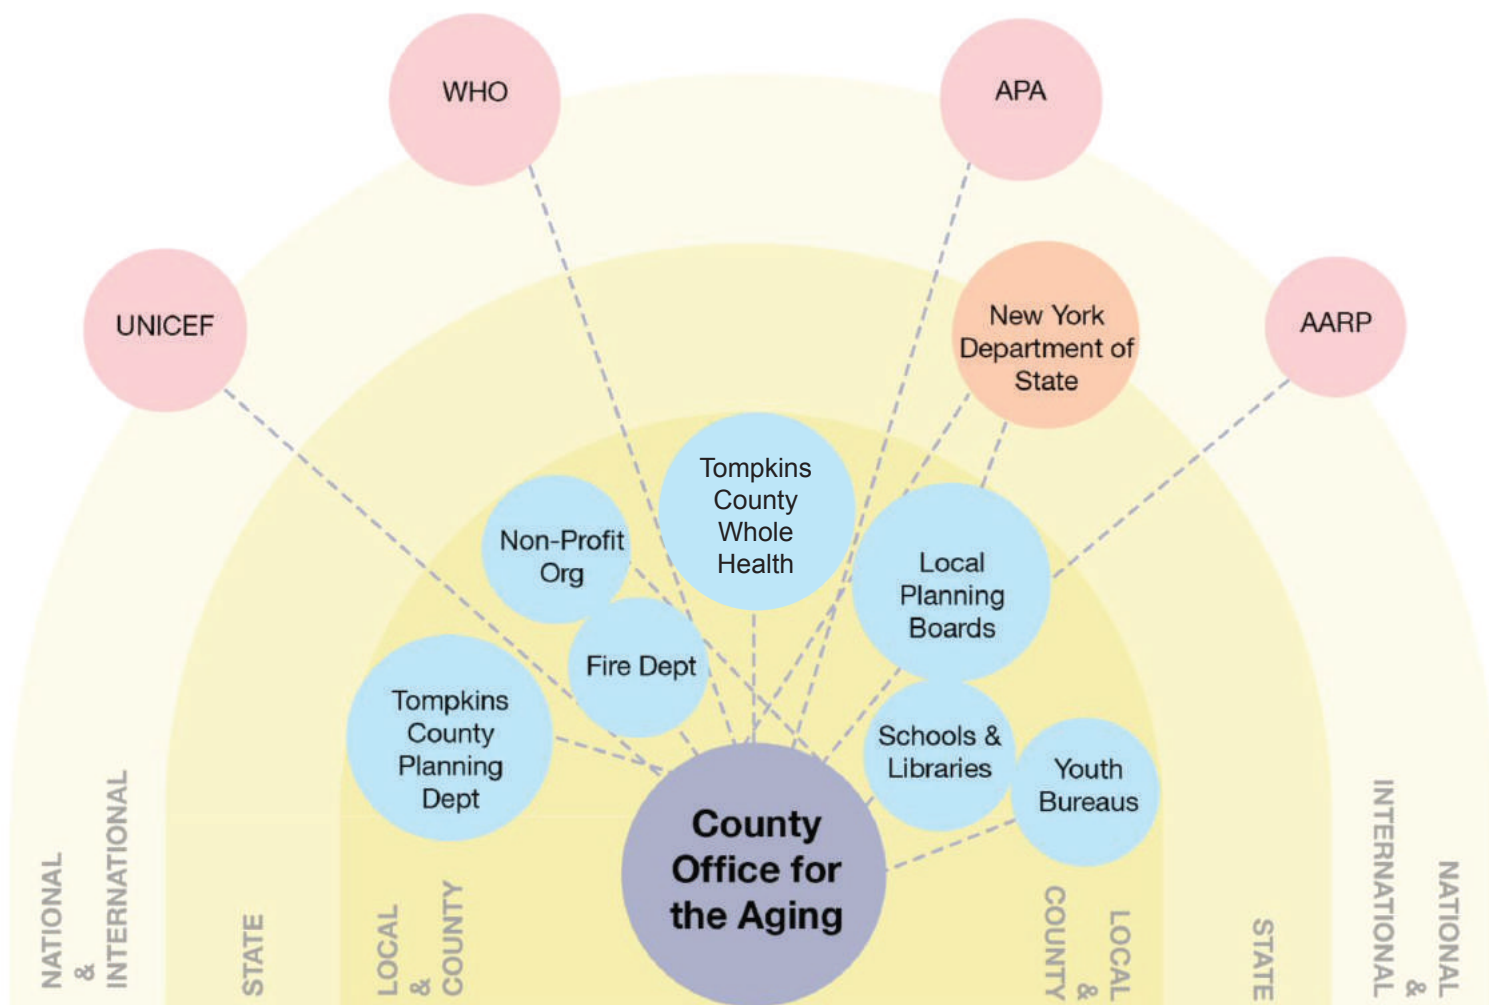 WHO
APA
UNICEF
New York
Department of
State
AARP
Tompkins
County
Whole
Health
Non-Profit
Org
Local
Planning
Boards
Fire Dept
Tompkins
County
Planning
Dept
Schools &
Libraries
Youth
Bureaus
County
Office for
the Aging
NATIONAL
&
INTERNATIONAL
STATE
LOCAL
&
COUNTY
LOCAL
&
COUNTY
STATE
NATIONAL
&
INTERNATIONAL